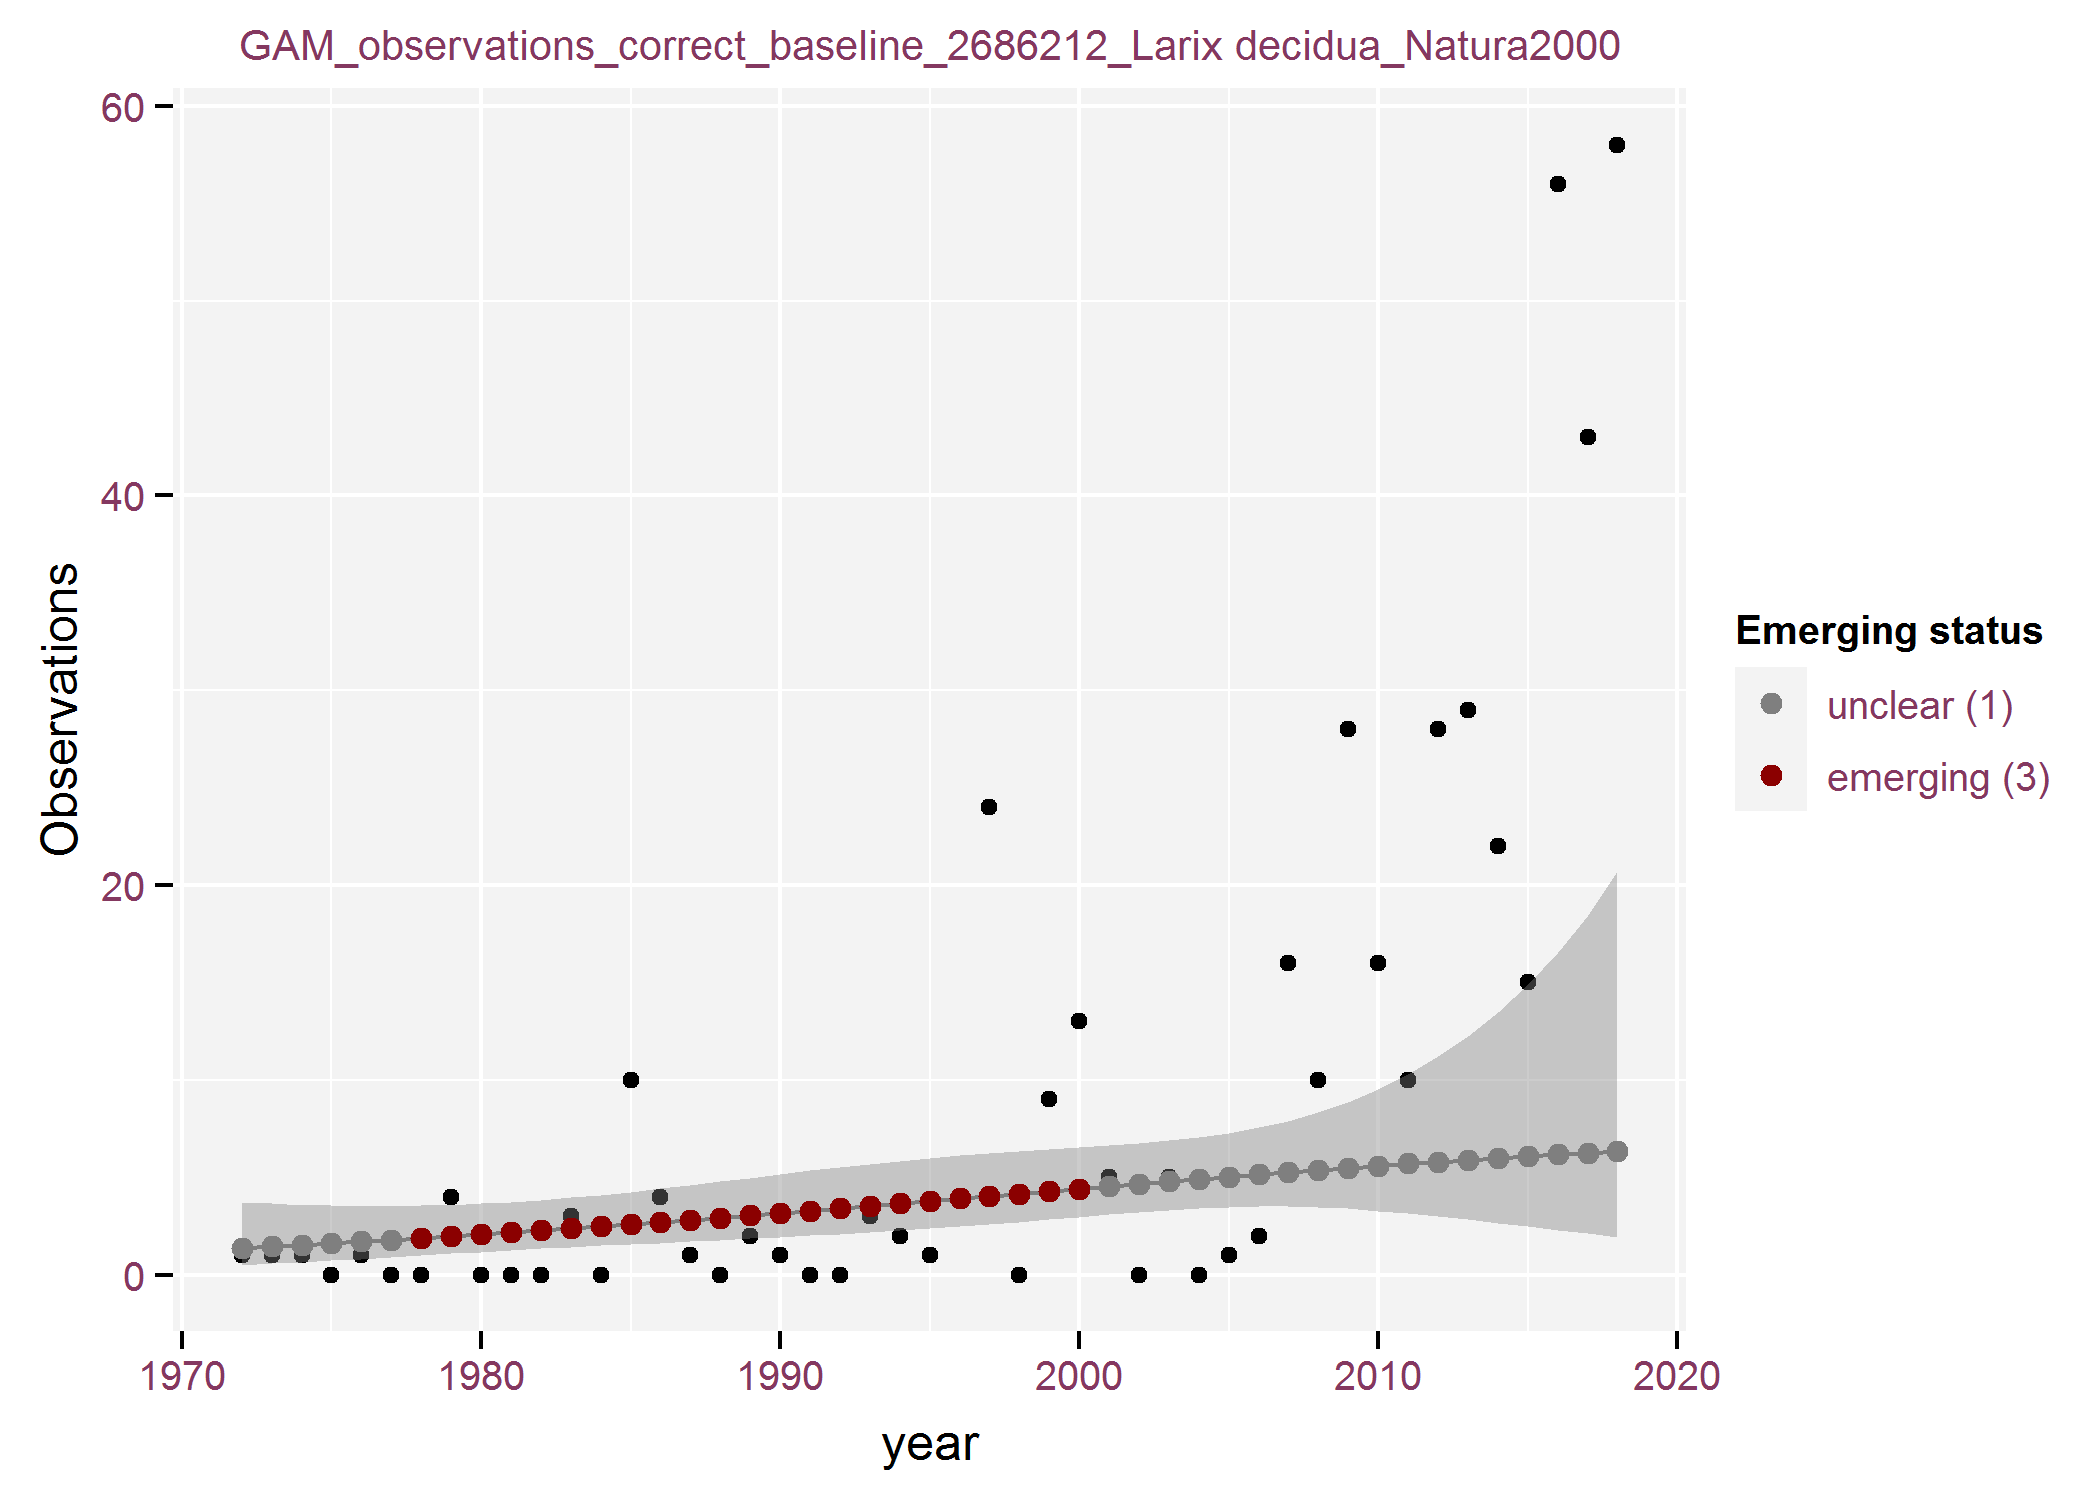 GAM_observations_correct_baseline_2686212_Larix decidua_Natura2000
60
40
20
0
Observations
1970 1980 1990 2000 2010 2020
year
Emerging status
unclear (1)
emerging (3)